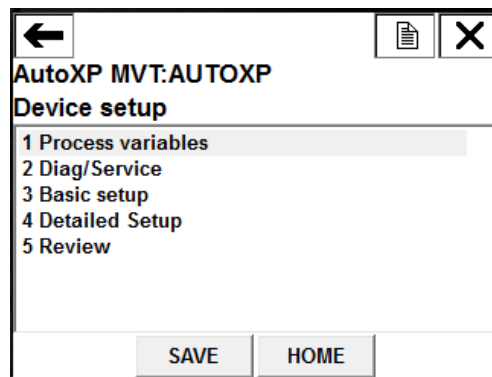 AutoXP MVT:AUTOXP
Device setup
1 Process variables
2 Diag/Service
3 Basic setup
4 Detailed Setup
5 Review
SAVE HOME